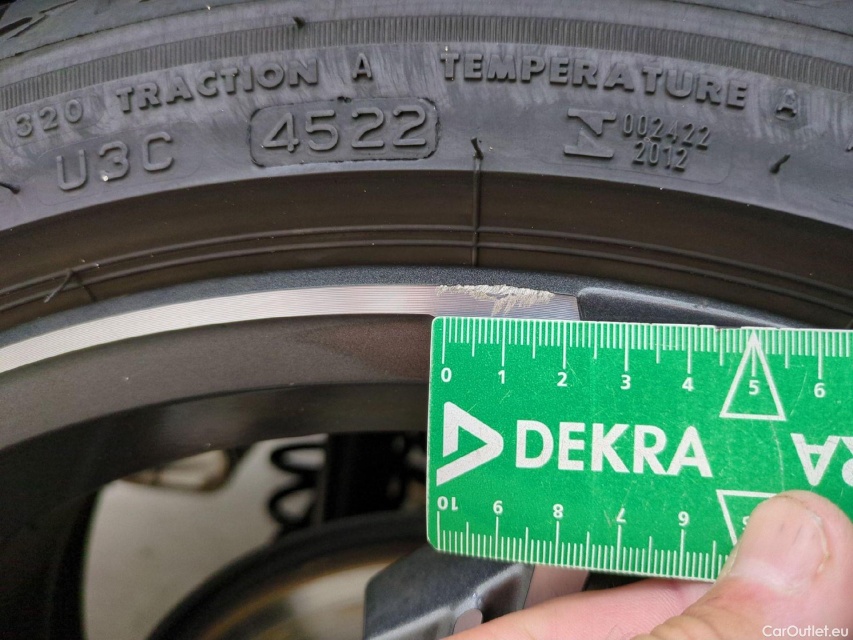 320 TRACTION A TEMPERATURE A
U3C 4522 002422
2012
0 1 2 3 4 5 6
DEKRA
10 9 8 7 6
CarOutlet.eu